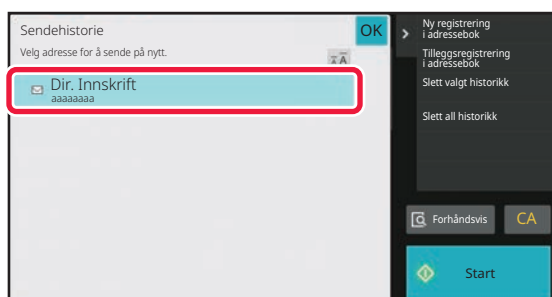 Sendehistorie
OK
Velg adresse for å sende på nytt.
Dir. Innskrift
aaaaaaaa
Ny registrering
i adressebok
Tilleggsregistrering
i adressebok
Slett valgt historikk
Slett all historikk
Forhåndsvis
CA
Start